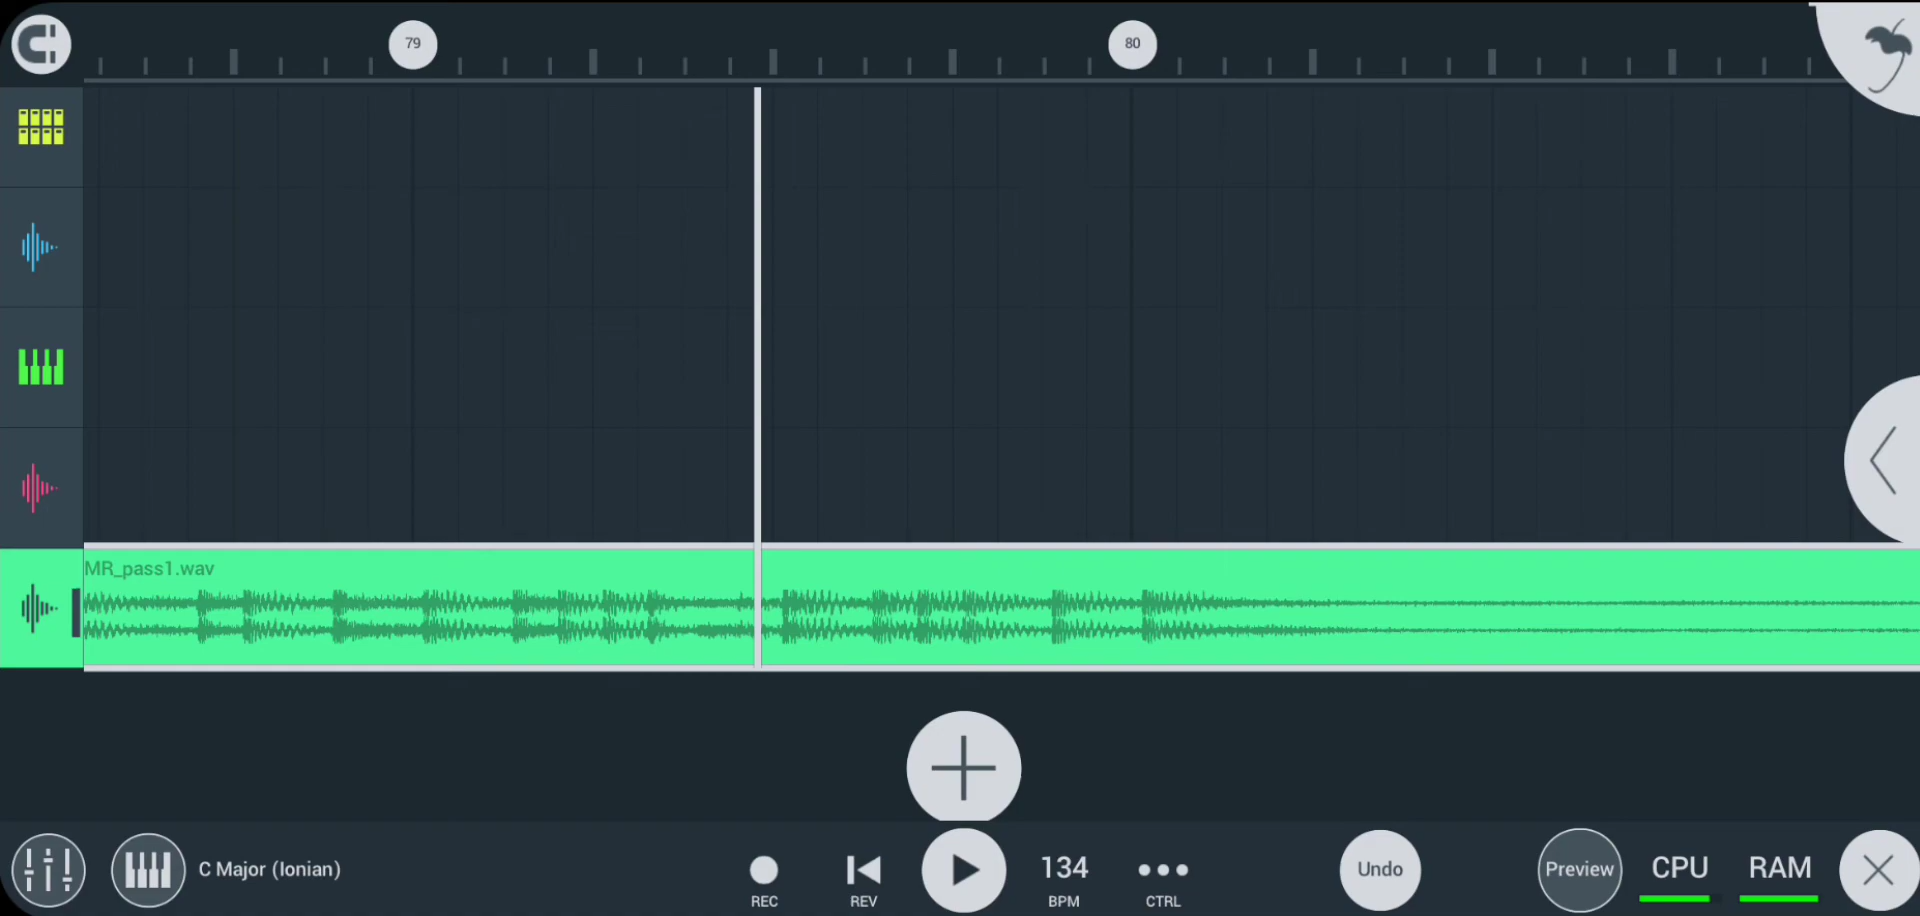 79
80
MR_pass1.wav
C Major (Ionian)
REC
REV
134
BPM
CTRL
Undo
Preview
CPU
RAM